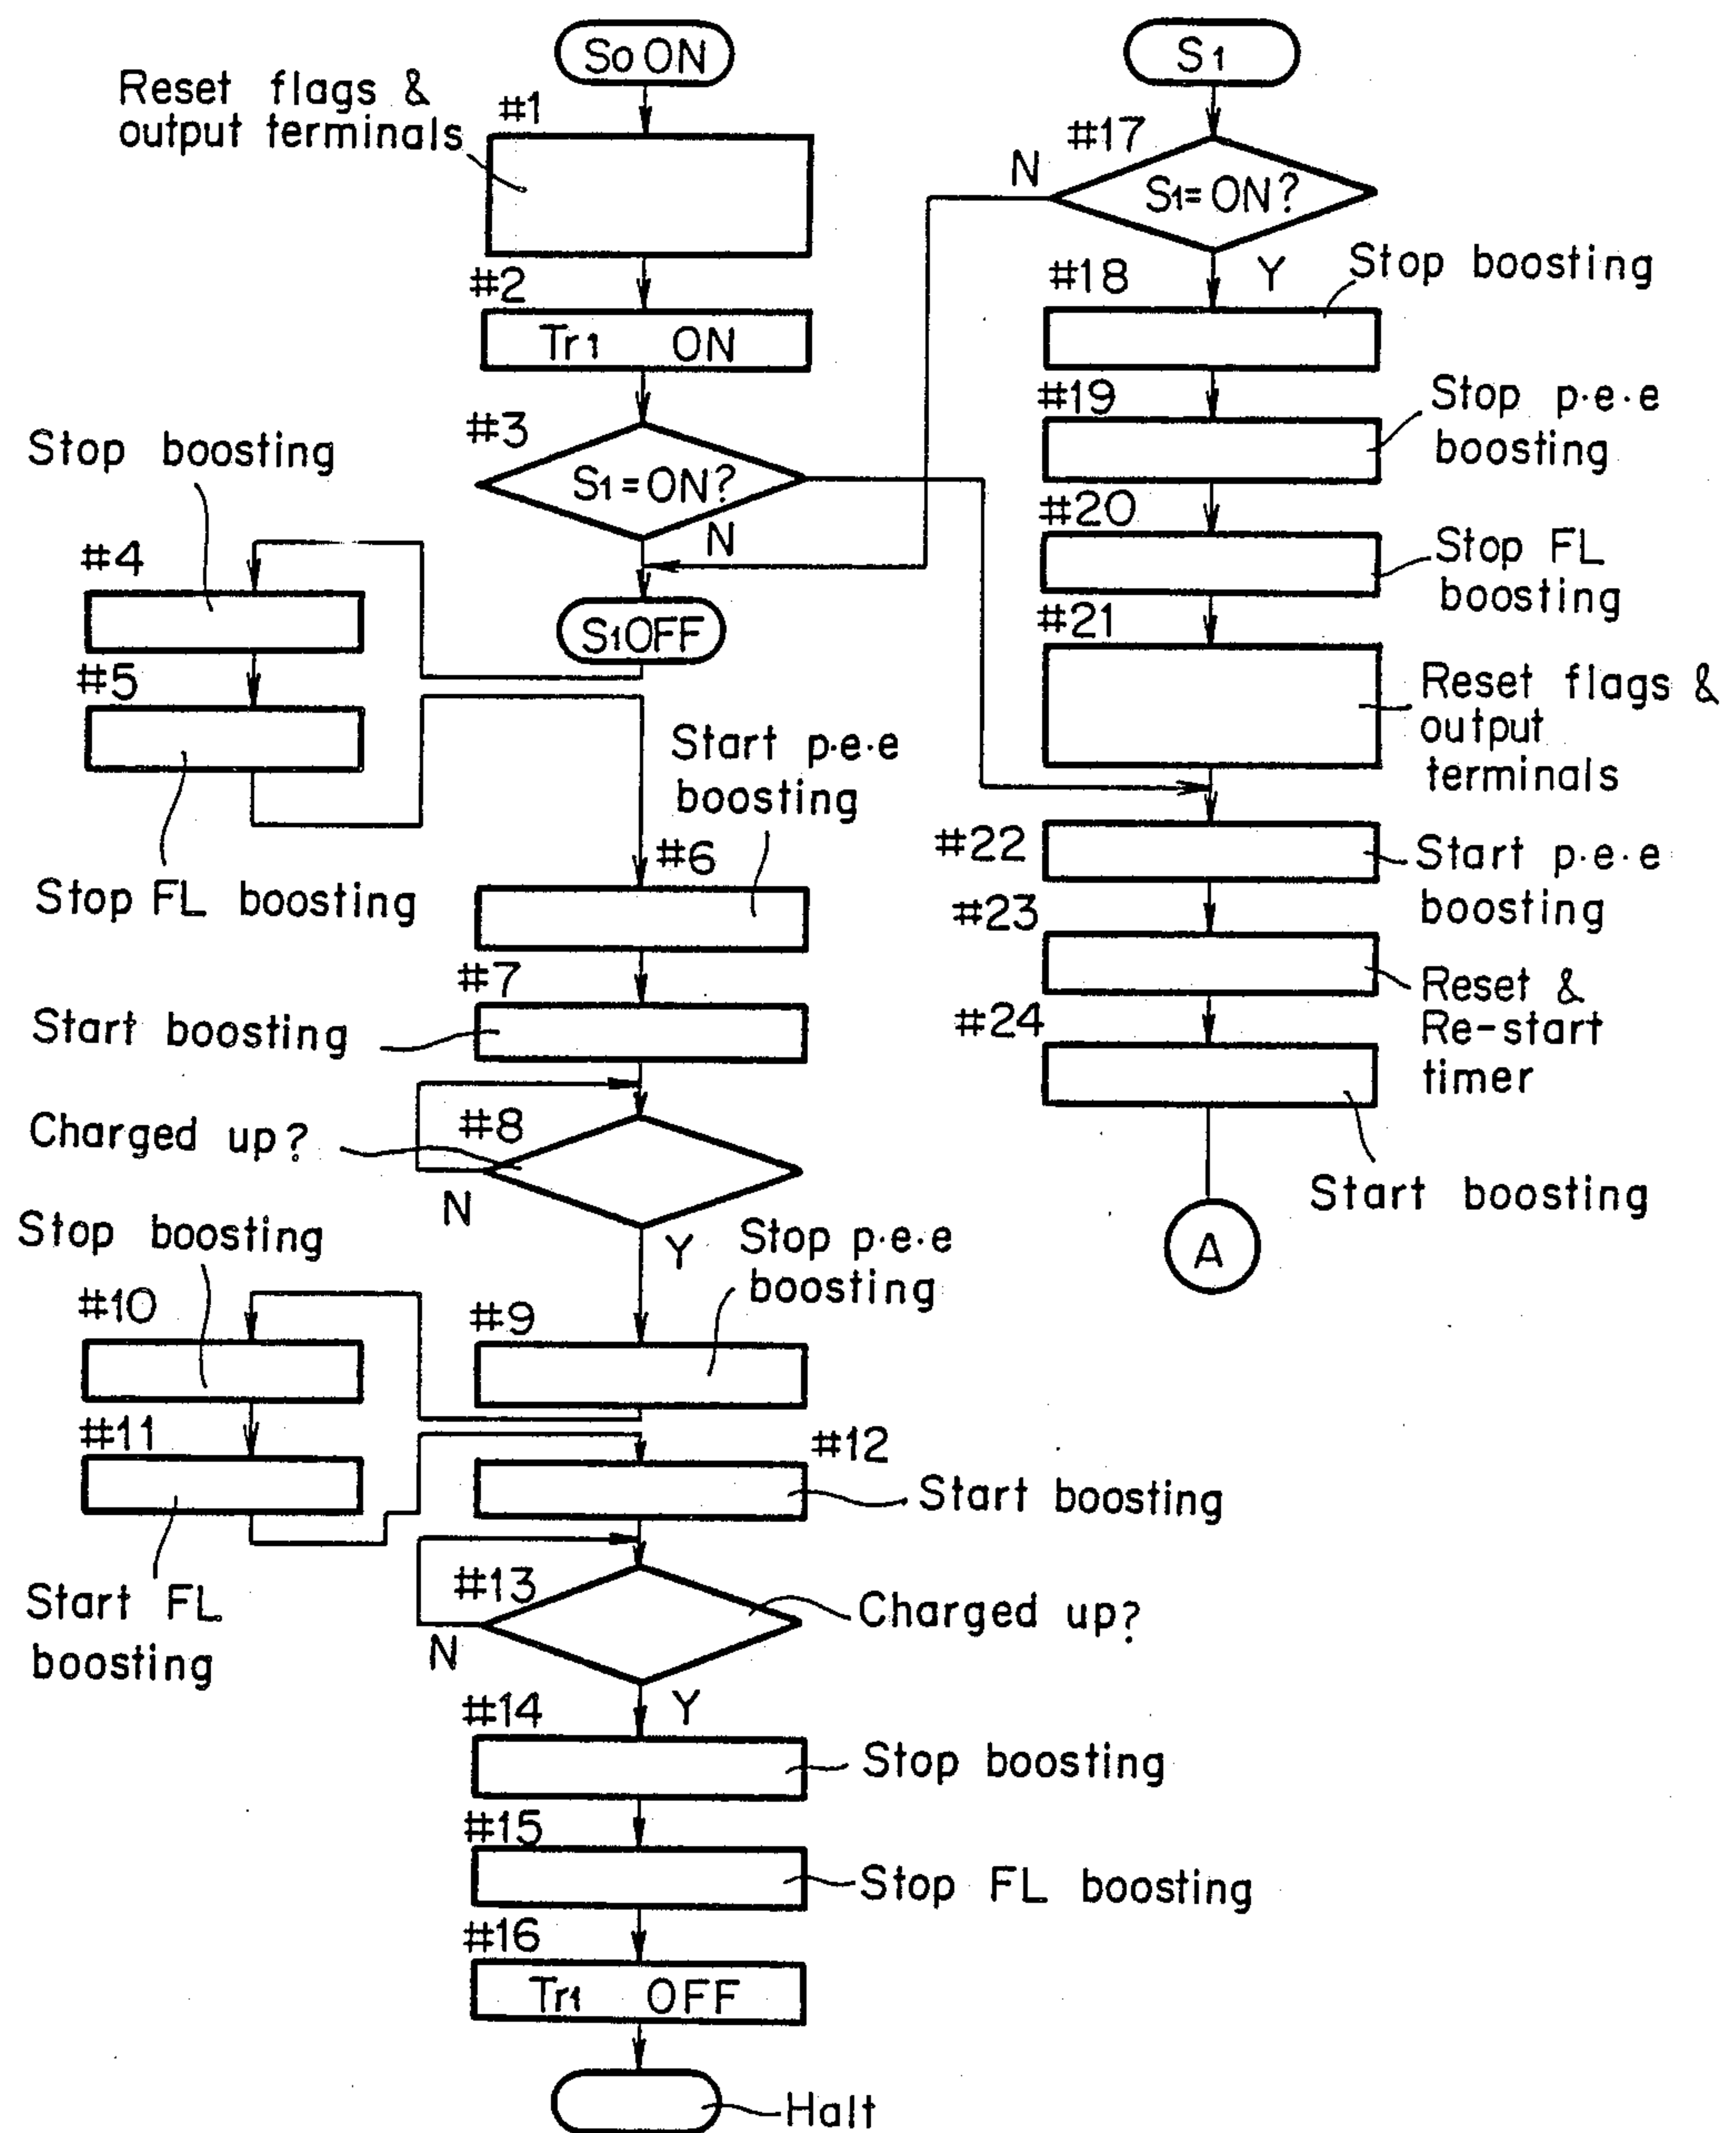 So ON
Reset flags &
output terminals
#1
#2
Tr1 ON
#3
S1=ON?
N
S1OFF
Stop boosting
#4
#5
Stop FL boosting
Start p·e·e
boosting
#6
#7
Start boosting
Charged up?
#8
N
Y
Stop p·e·e
boosting
#9
Stop boosting
#10
#11
Start FL
boosting
#12
Start boosting
#13
Charged up?
N
Y
#14
Stop boosting
#15
Stop FL boosting
#16
Tr1 OFF
Halt
S1
#17
N
S1=ON?
Y
#18
Stop boosting
#19
Stop p·e·e
boosting
#20
Stop FL
boosting
#21
Reset flags &
output
terminals
#22
Start p·e·e
boosting
#23
Reset &
Re-start
timer
#24
Start boosting
A